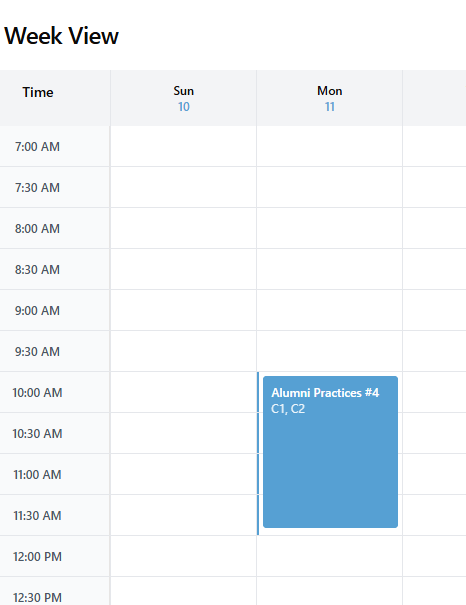 Week View
Time
Sun
10
Mon
11
7:00 AM
7:30 AM
8:00 AM
8:30 AM
9:00 AM
9:30 AM
10:00 AM
Alumni Practices #4
C1, C2
10:30 AM
11:00 AM
11:30 AM
12:00 PM
12:30 PM